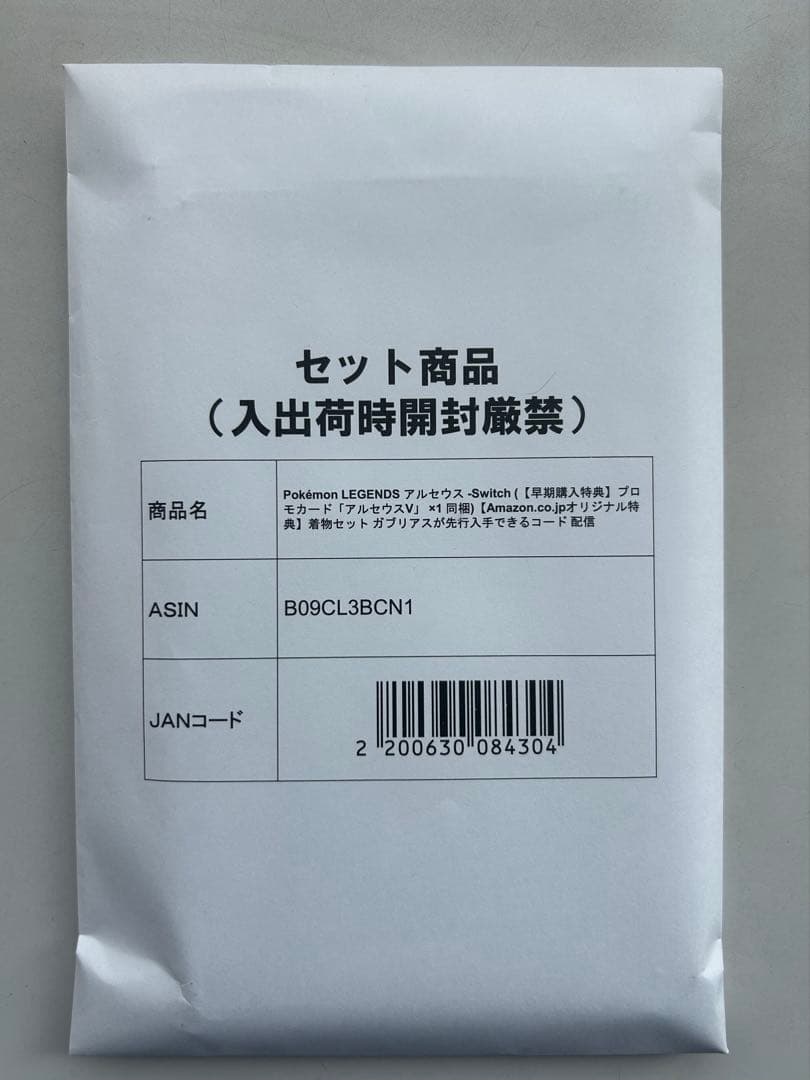 セット商品
（入出荷時開封厳禁）
商品名
Pokémon LEGENDS アルセウス -Switch (【早期購入特典】プロ
モカード「アルセウスV」 ×1 同梱)【Amazon.co.jpオリジナル特
典】着物セット ガブリアスが先行入手できるコード 配信
ASIN
B09CL3BCN1
JANコード
2 200630 084304